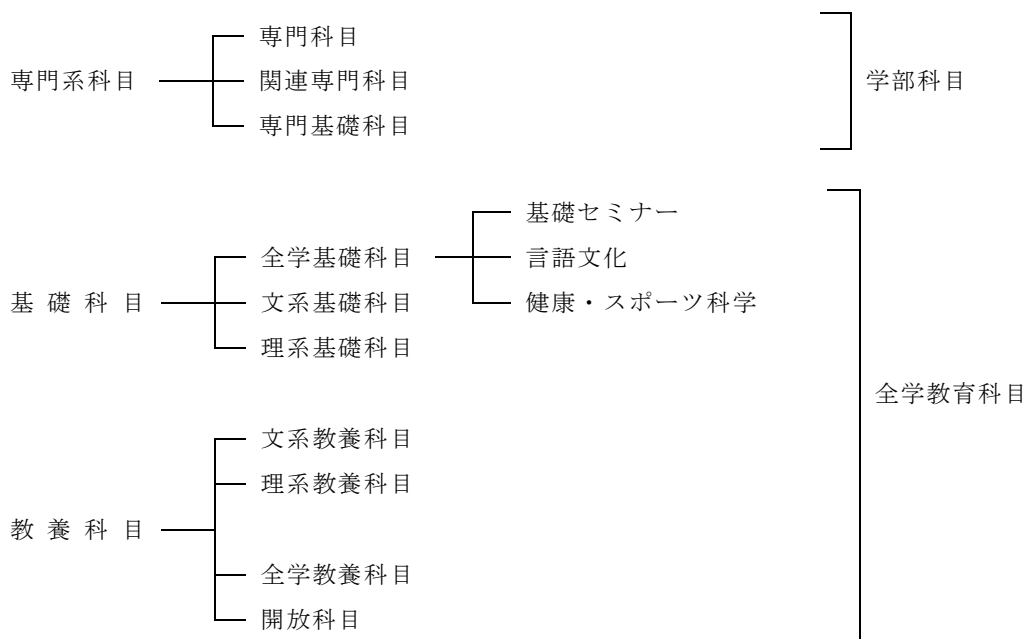 専門科目
専門系科目
関連専門科目
学部科目
専門基礎科目
基礎セミナー
全学基礎科目
言語文化
基礎科目
文系基礎科目
健康・スポーツ科学
理系基礎科目
全学教育科目
文系教養科目
理系教養科目
教養科目
全学教養科目
開放科目